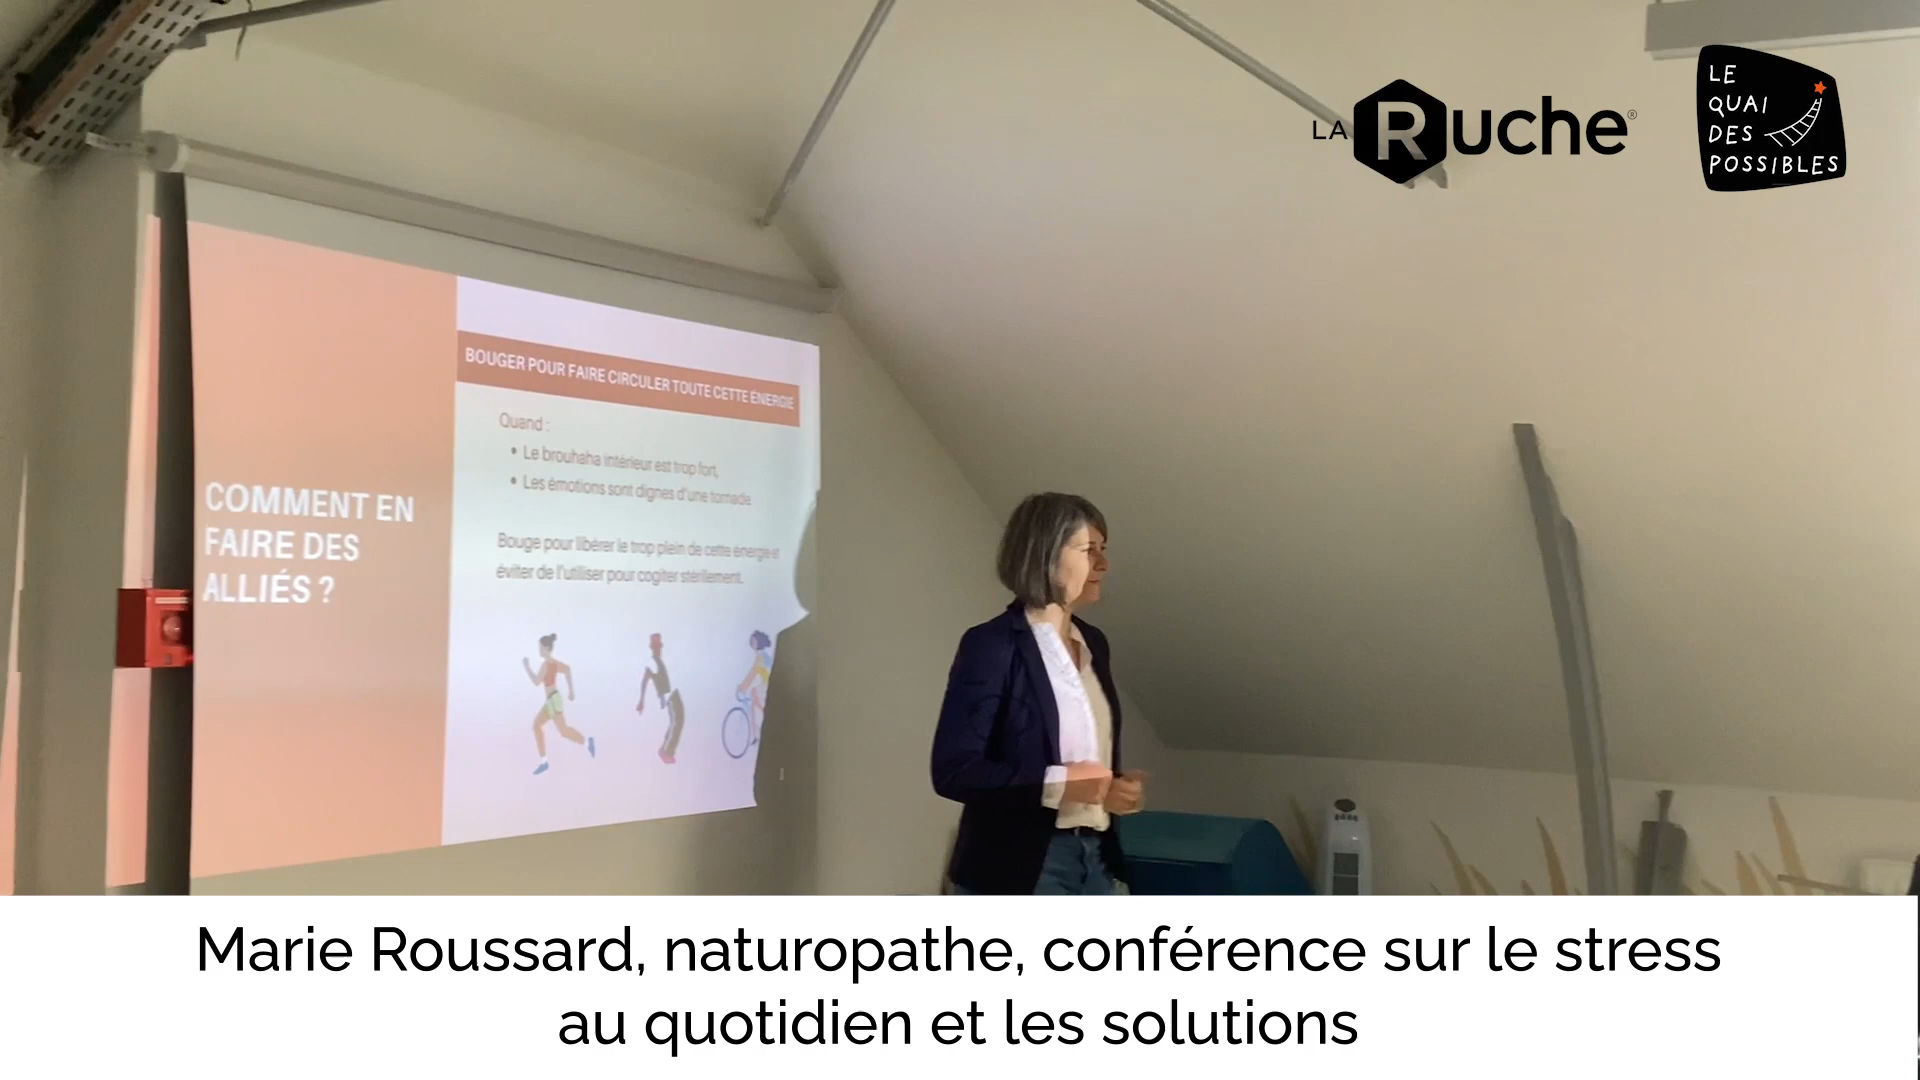 LA Ruche®
LE
QUAI
DES
POSSIBLES
BOUGER POUR FAIRE CIRCULER TOUTE CETTE ÉNERGIE
Quand :
• Le brouhaha intérieur est trop fort,
• Les émotions sont dignes d'une tornade
Bouge pour libérer le trop plein de cette énergie et
éviter de l'utiliser pour cogiter stérilement.
COMMENT EN
FAIRE DES
ALLIÉS ?
Marie Roussard, naturopathe, conférence sur le stress
au quotidien et les solutions